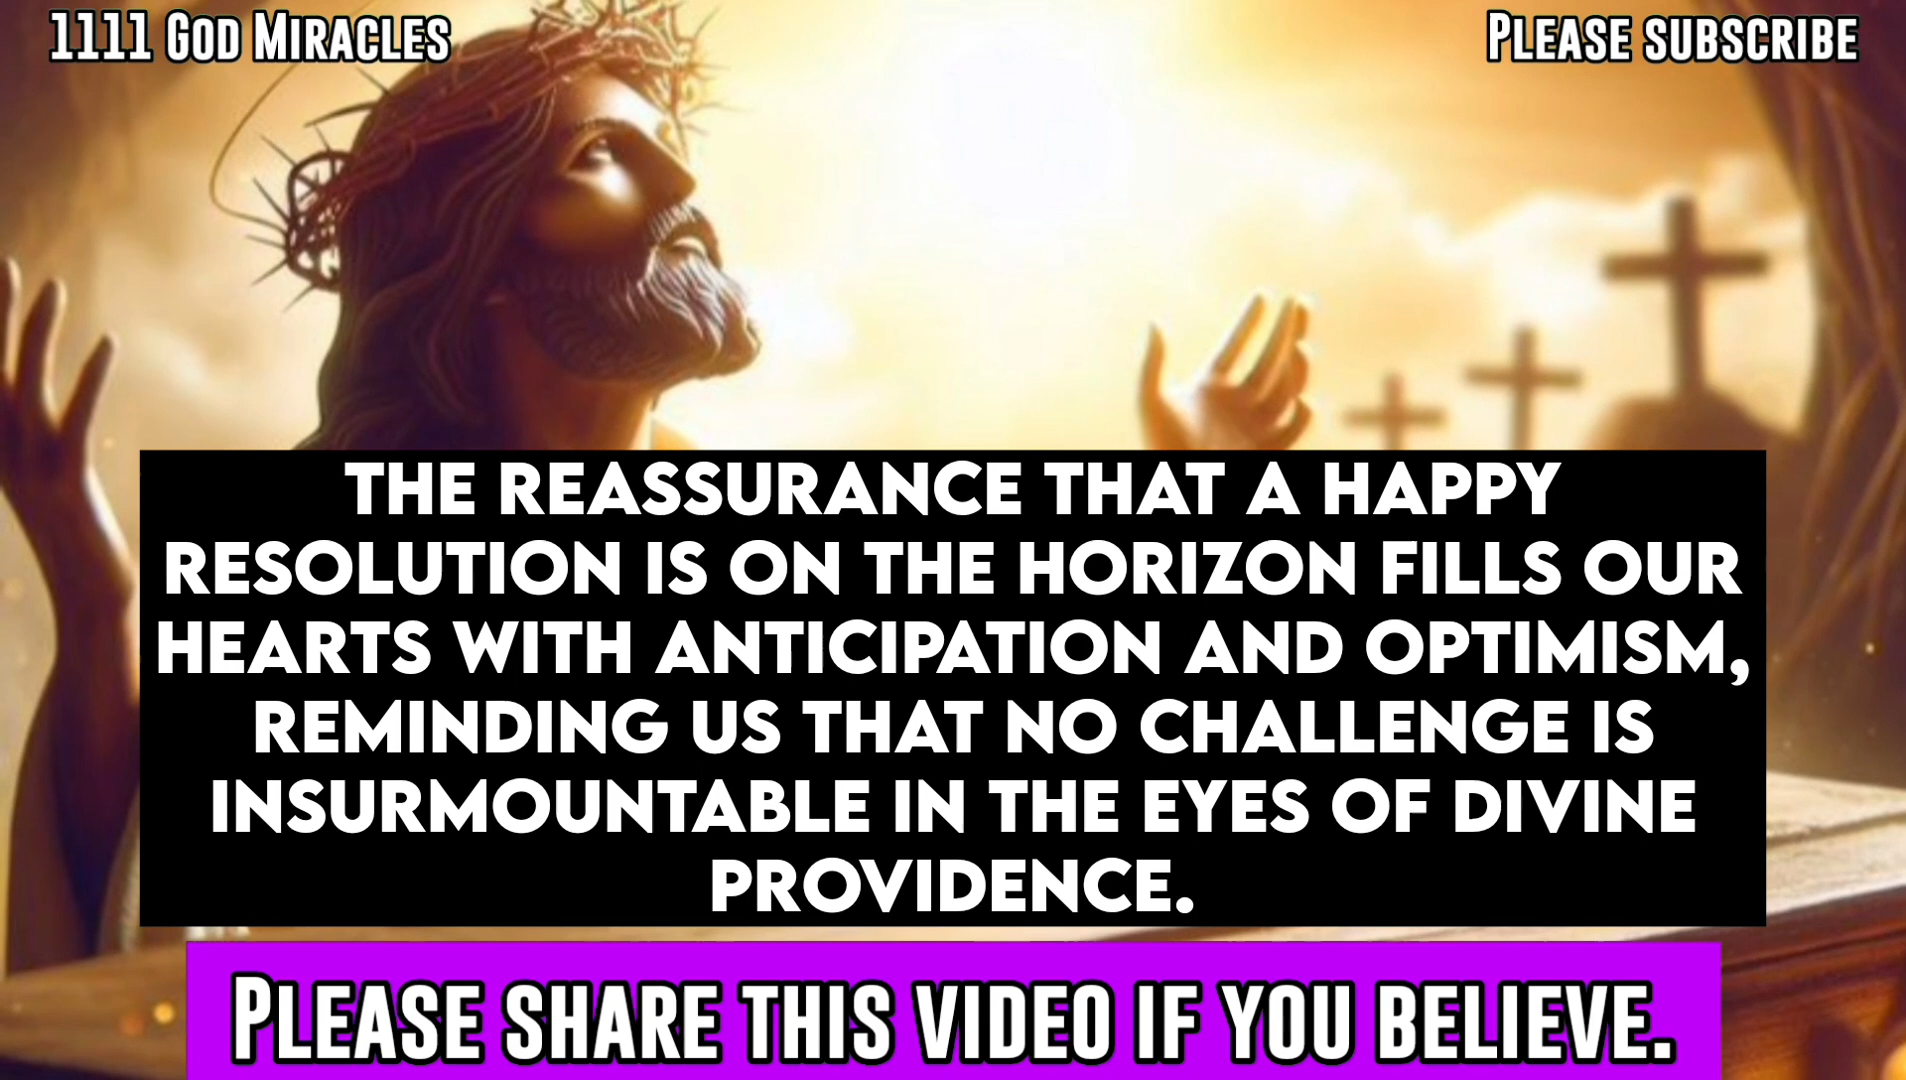 1111 God Miracles
Please subscribe
THE REASSURANCE THAT A HAPPY
RESOLUTION IS ON THE HORIZON FILLS OUR
HEARTS WITH ANTICIPATION AND OPTIMISM,
REMINDING US THAT NO CHALLENGE IS
INSURMOUNTABLE IN THE EYES OF DIVINE
PROVIDENCE.
Please share this video if you believe.